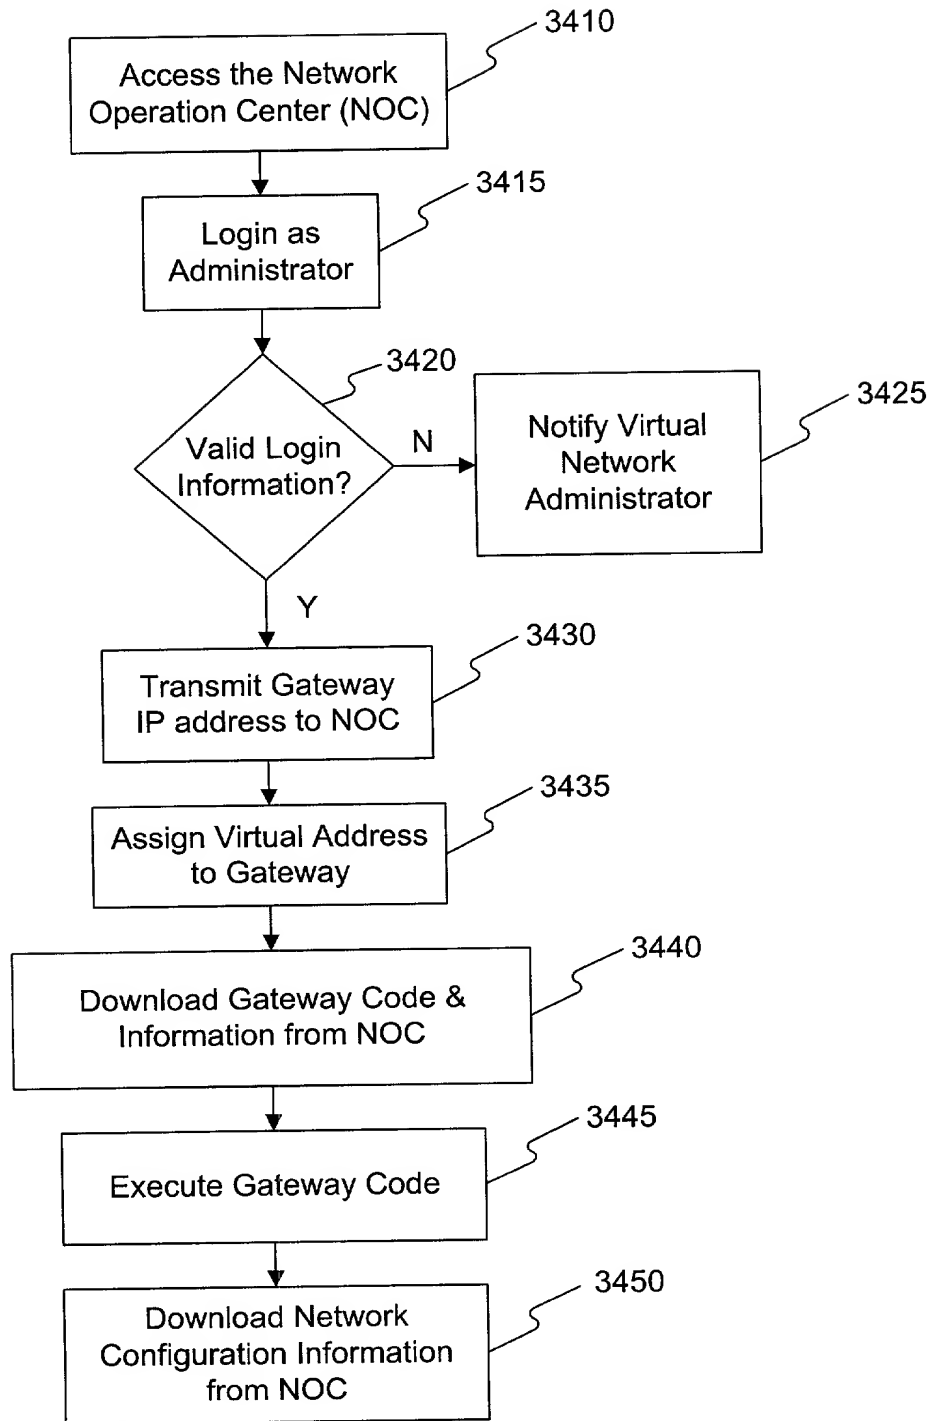 3410
Access the Network
Operation Center (NOC)
3415
Login as
Administrator
3420
Valid Login
Information?
N
3425
Notify Virtual
Network
Administrator
Y
3430
Transmit Gateway
IP address to NOC
3435
Assign Virtual Address
to Gateway
3440
Download Gateway Code &
Information from NOC
3445
Execute Gateway Code
3450
Download Network
Configuration Information
from NOC